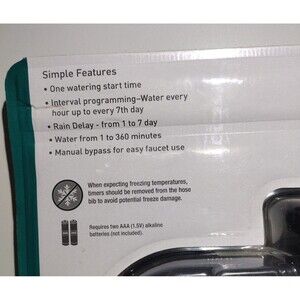 Simple Features
• One watering start time
• Interval programming–Water every
hour up to every 7th day
• Rain Delay - from 1 to 7 day
• Water from 1 to 360 minutes
• Manual bypass for easy faucet use
When expecting freezing temperatures,
timers should be removed from the hose
bib to avoid potential freeze damage.
Requires two AAA (1.5V) alkaline
batteries (not included).